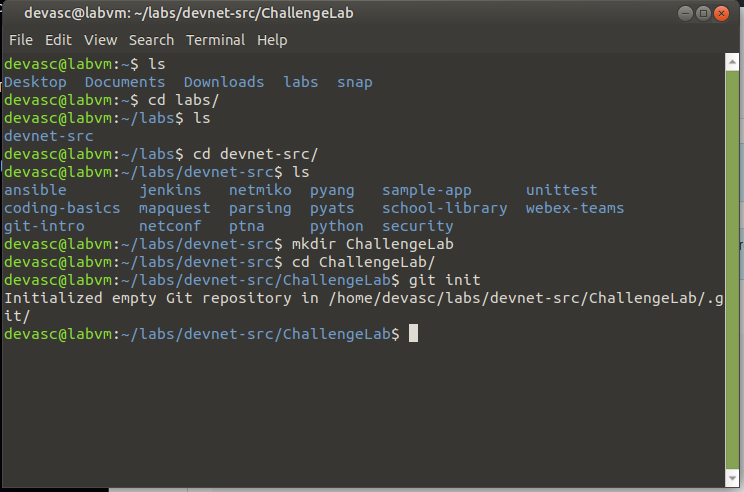 devasc@labvm: ~/labs/devnet-src/ChallengeLab
File Edit View Search Terminal Help
devasc@labvm:~$ ls
Desktop  Documents  Downloads  labs  snap
devasc@labvm:~$ cd labs/
devasc@labvm:~/labs$ ls
devnet-src
devasc@labvm:~/labs$ cd devnet-src/
devasc@labvm:~/labs/devnet-src$ ls
ansible        jenkins   netmiko  pyang   sample-app      unittest
coding-basics  mapquest  parsing  pyats   school-library  webex-teams
git-intro      netconf   ptna     python  security
devasc@labvm:~/labs/devnet-src$ mkdir ChallengeLab
devasc@labvm:~/labs/devnet-src$ cd ChallengeLab/
devasc@labvm:~/labs/devnet-src/ChallengeLab$ git init
Initialized empty Git repository in /home/devasc/labs/devnet-src/ChallengeLab/.g
it/
devasc@labvm:~/labs/devnet-src/ChallengeLab$